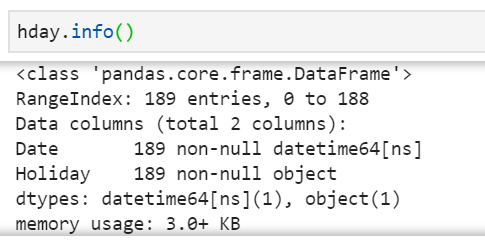 hday.info()
<class 'pandas.core.frame.DataFrame'>
RangeIndex: 189 entries, 0 to 188
Data columns (total 2 columns):
Date       189 non-null datetime64[ns]
Holiday    189 non-null object
dtypes: datetime64[ns](1), object(1)
memory usage: 3.0+ KB